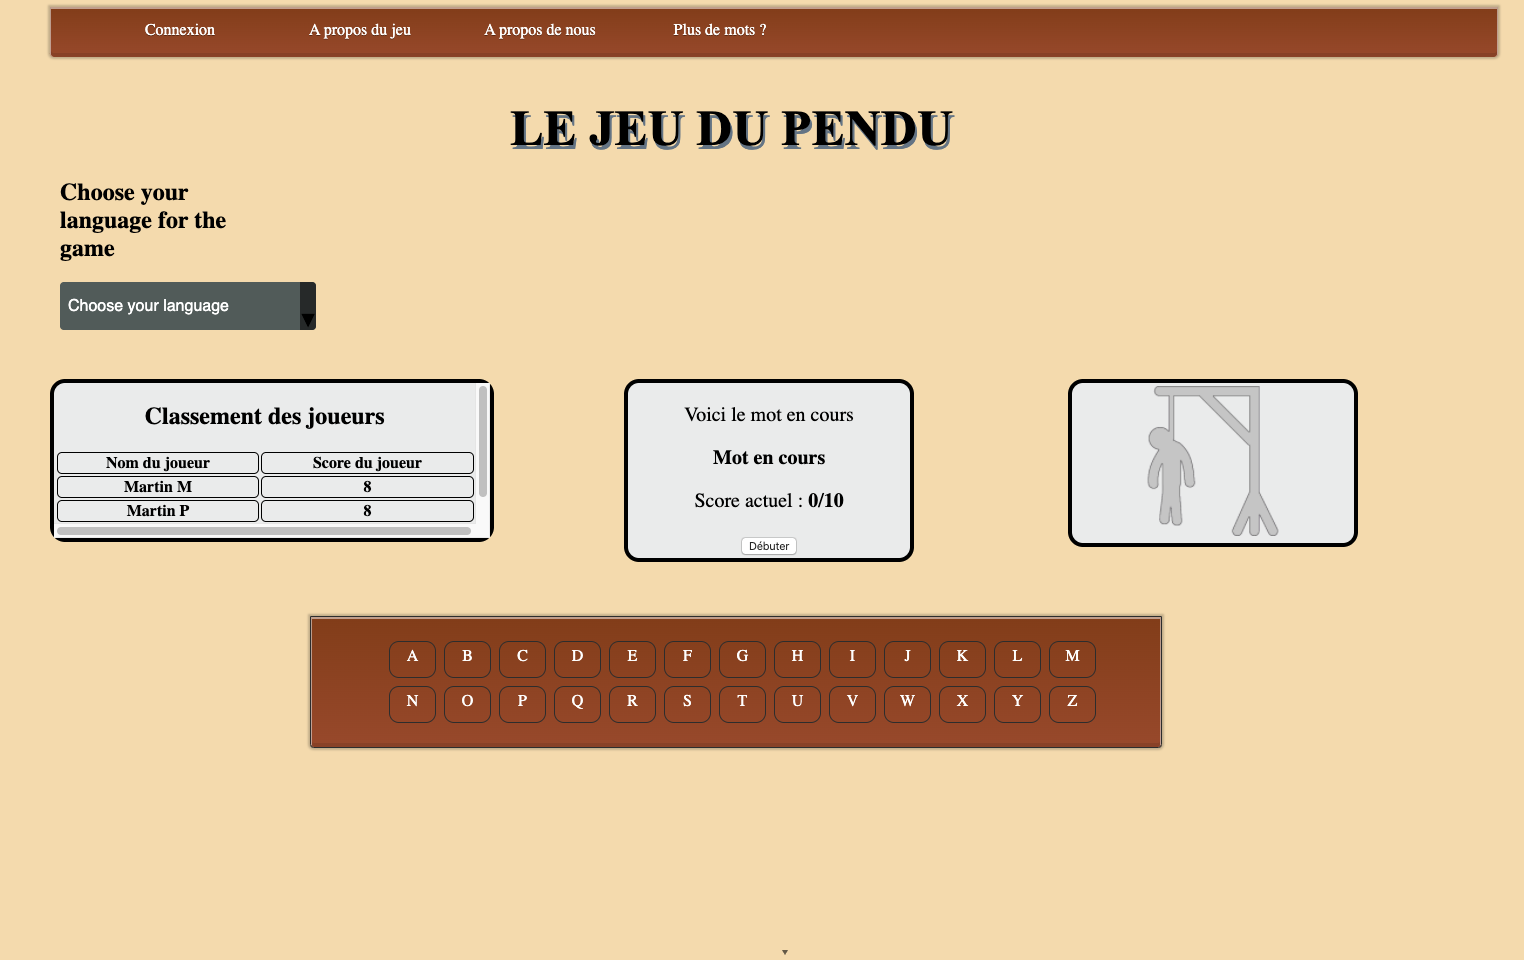 Connexion A propos du jeu A propos de nous Plus de mots ?
LE JEU DU PENDU
Choose your
language for the
game
Choose your language
Classement des joueurs
Nom du joueur Score du joueur
Martin M 8
Martin P 8
Voici le mot en cours
Mot en cours
Score actuel : 0/10
Débuter
A B C D E F G H I J K L M
N O P Q R S T U V W X Y Z